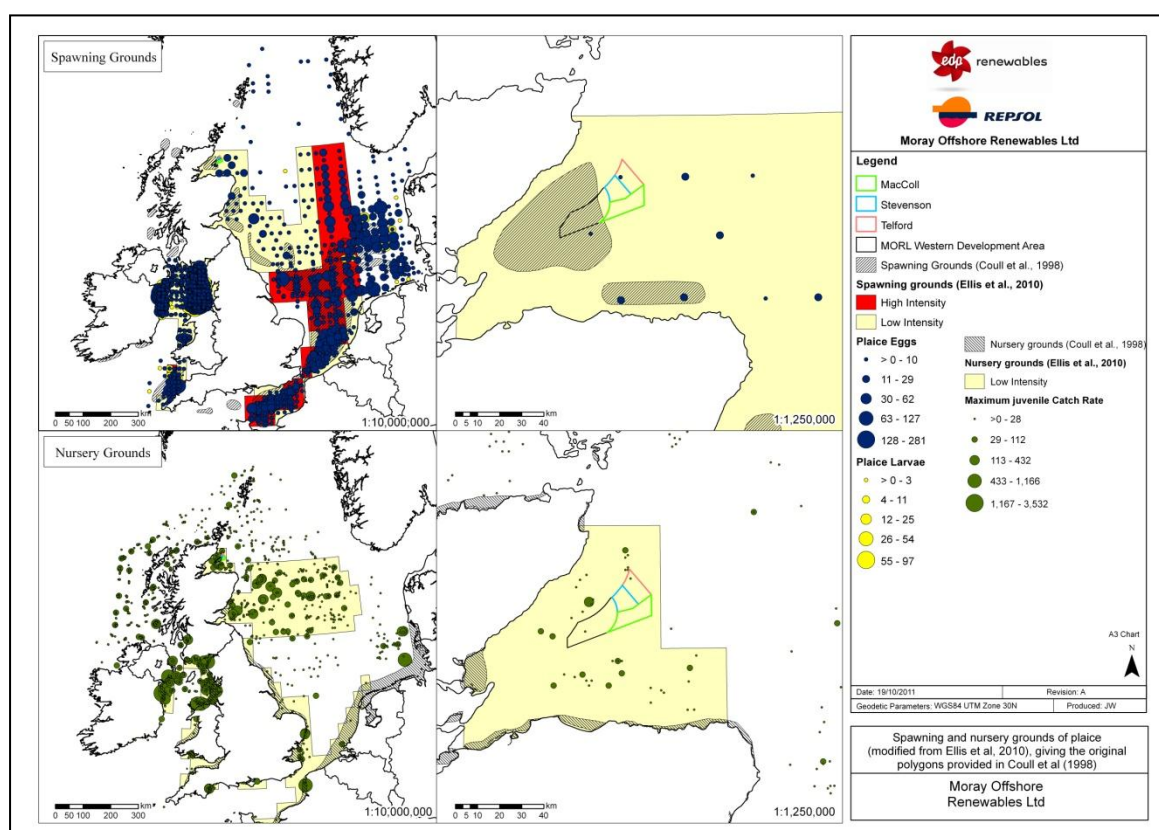 Spawning Grounds
0 50 100 200 300 km
1:10,000,000
0 5 10 20 30 40 km
1:1,250,000
Nursery Grounds
0 50 100 200 300 km
1:10,000,000
0 5 10 20 30 40 km
1:1,250,000
edp renewables
REPSOL
Moray Offshore Renewables Ltd
Legend
MacColl
Stevenson
Telford
MORL Western Development Area
Spawning Grounds (Coull et al., 1998)
Spawning grounds (Ellis et al., 2010)
High Intensity
Low Intensity
Plaice Eggs
> 0 - 10
11 - 29
30 - 62
63 - 127
128 - 281
Plaice Larvae
> 0 - 3
4 - 11
12 - 25
26 - 54
55 - 97
Nursery grounds (Coull et al., 1998)
Nursery grounds (Ellis et al., 2010)
Low Intensity
Maximum juvenile Catch Rate
>0 - 28
29 - 112
113 - 432
433 - 1,166
1,167 - 3,532
A3 Chart
N
Date: 19/10/2011
Revision: A
Geodetic Parameters: WGS84 UTM Zone 30N
Produced: JW
Spawning and nursery grounds of plaice
(modified from Ellis et al, 2010), giving the original
polygons provided in Coull et al (1998)
Moray Offshore
Renewables Ltd